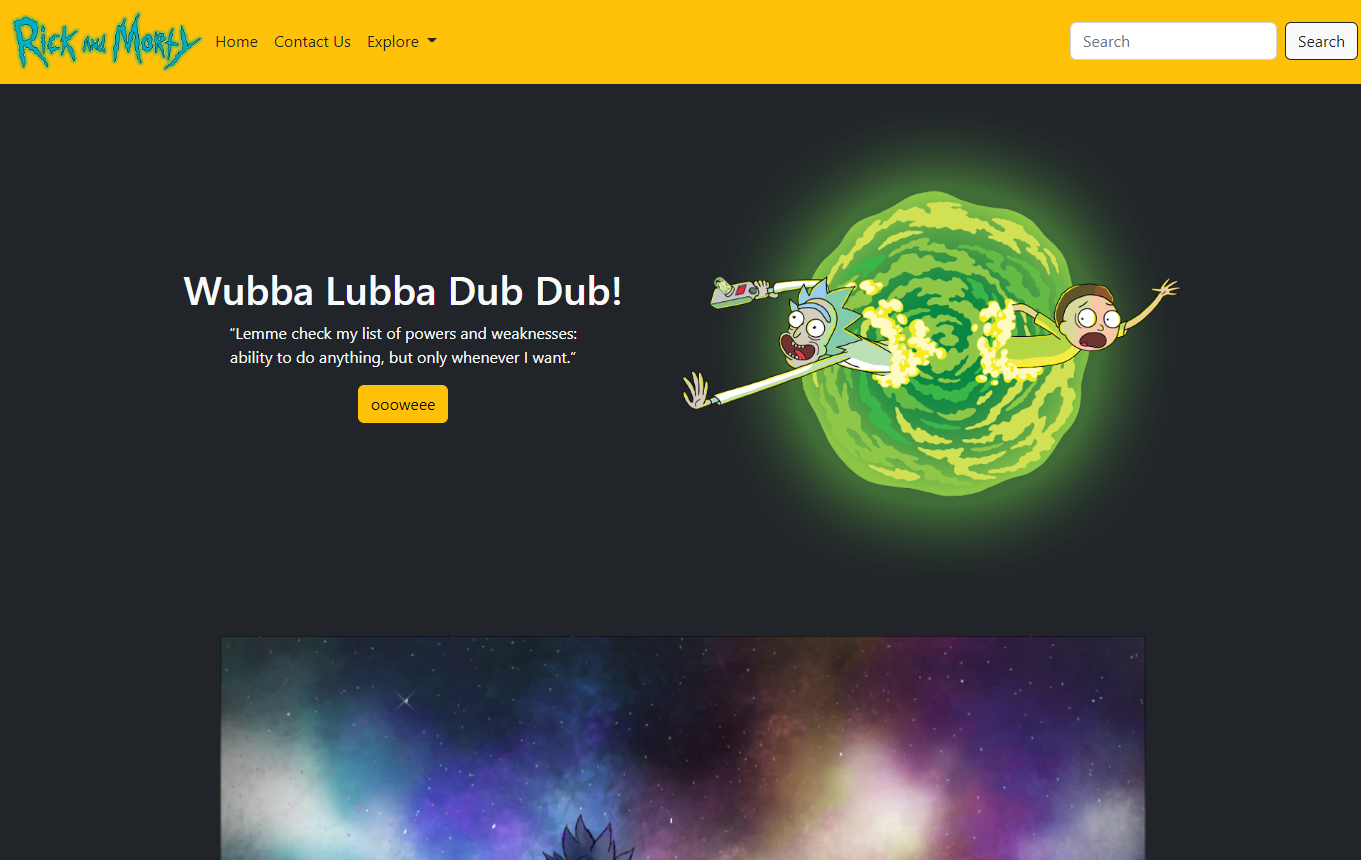 Rick and Morty
Home
Contact Us
Explore
Search
Search
Wubba Lubba Dub Dub!
“Lemme check my list of powers and weaknesses:
ability to do anything, but only whenever I want.”
oooweee